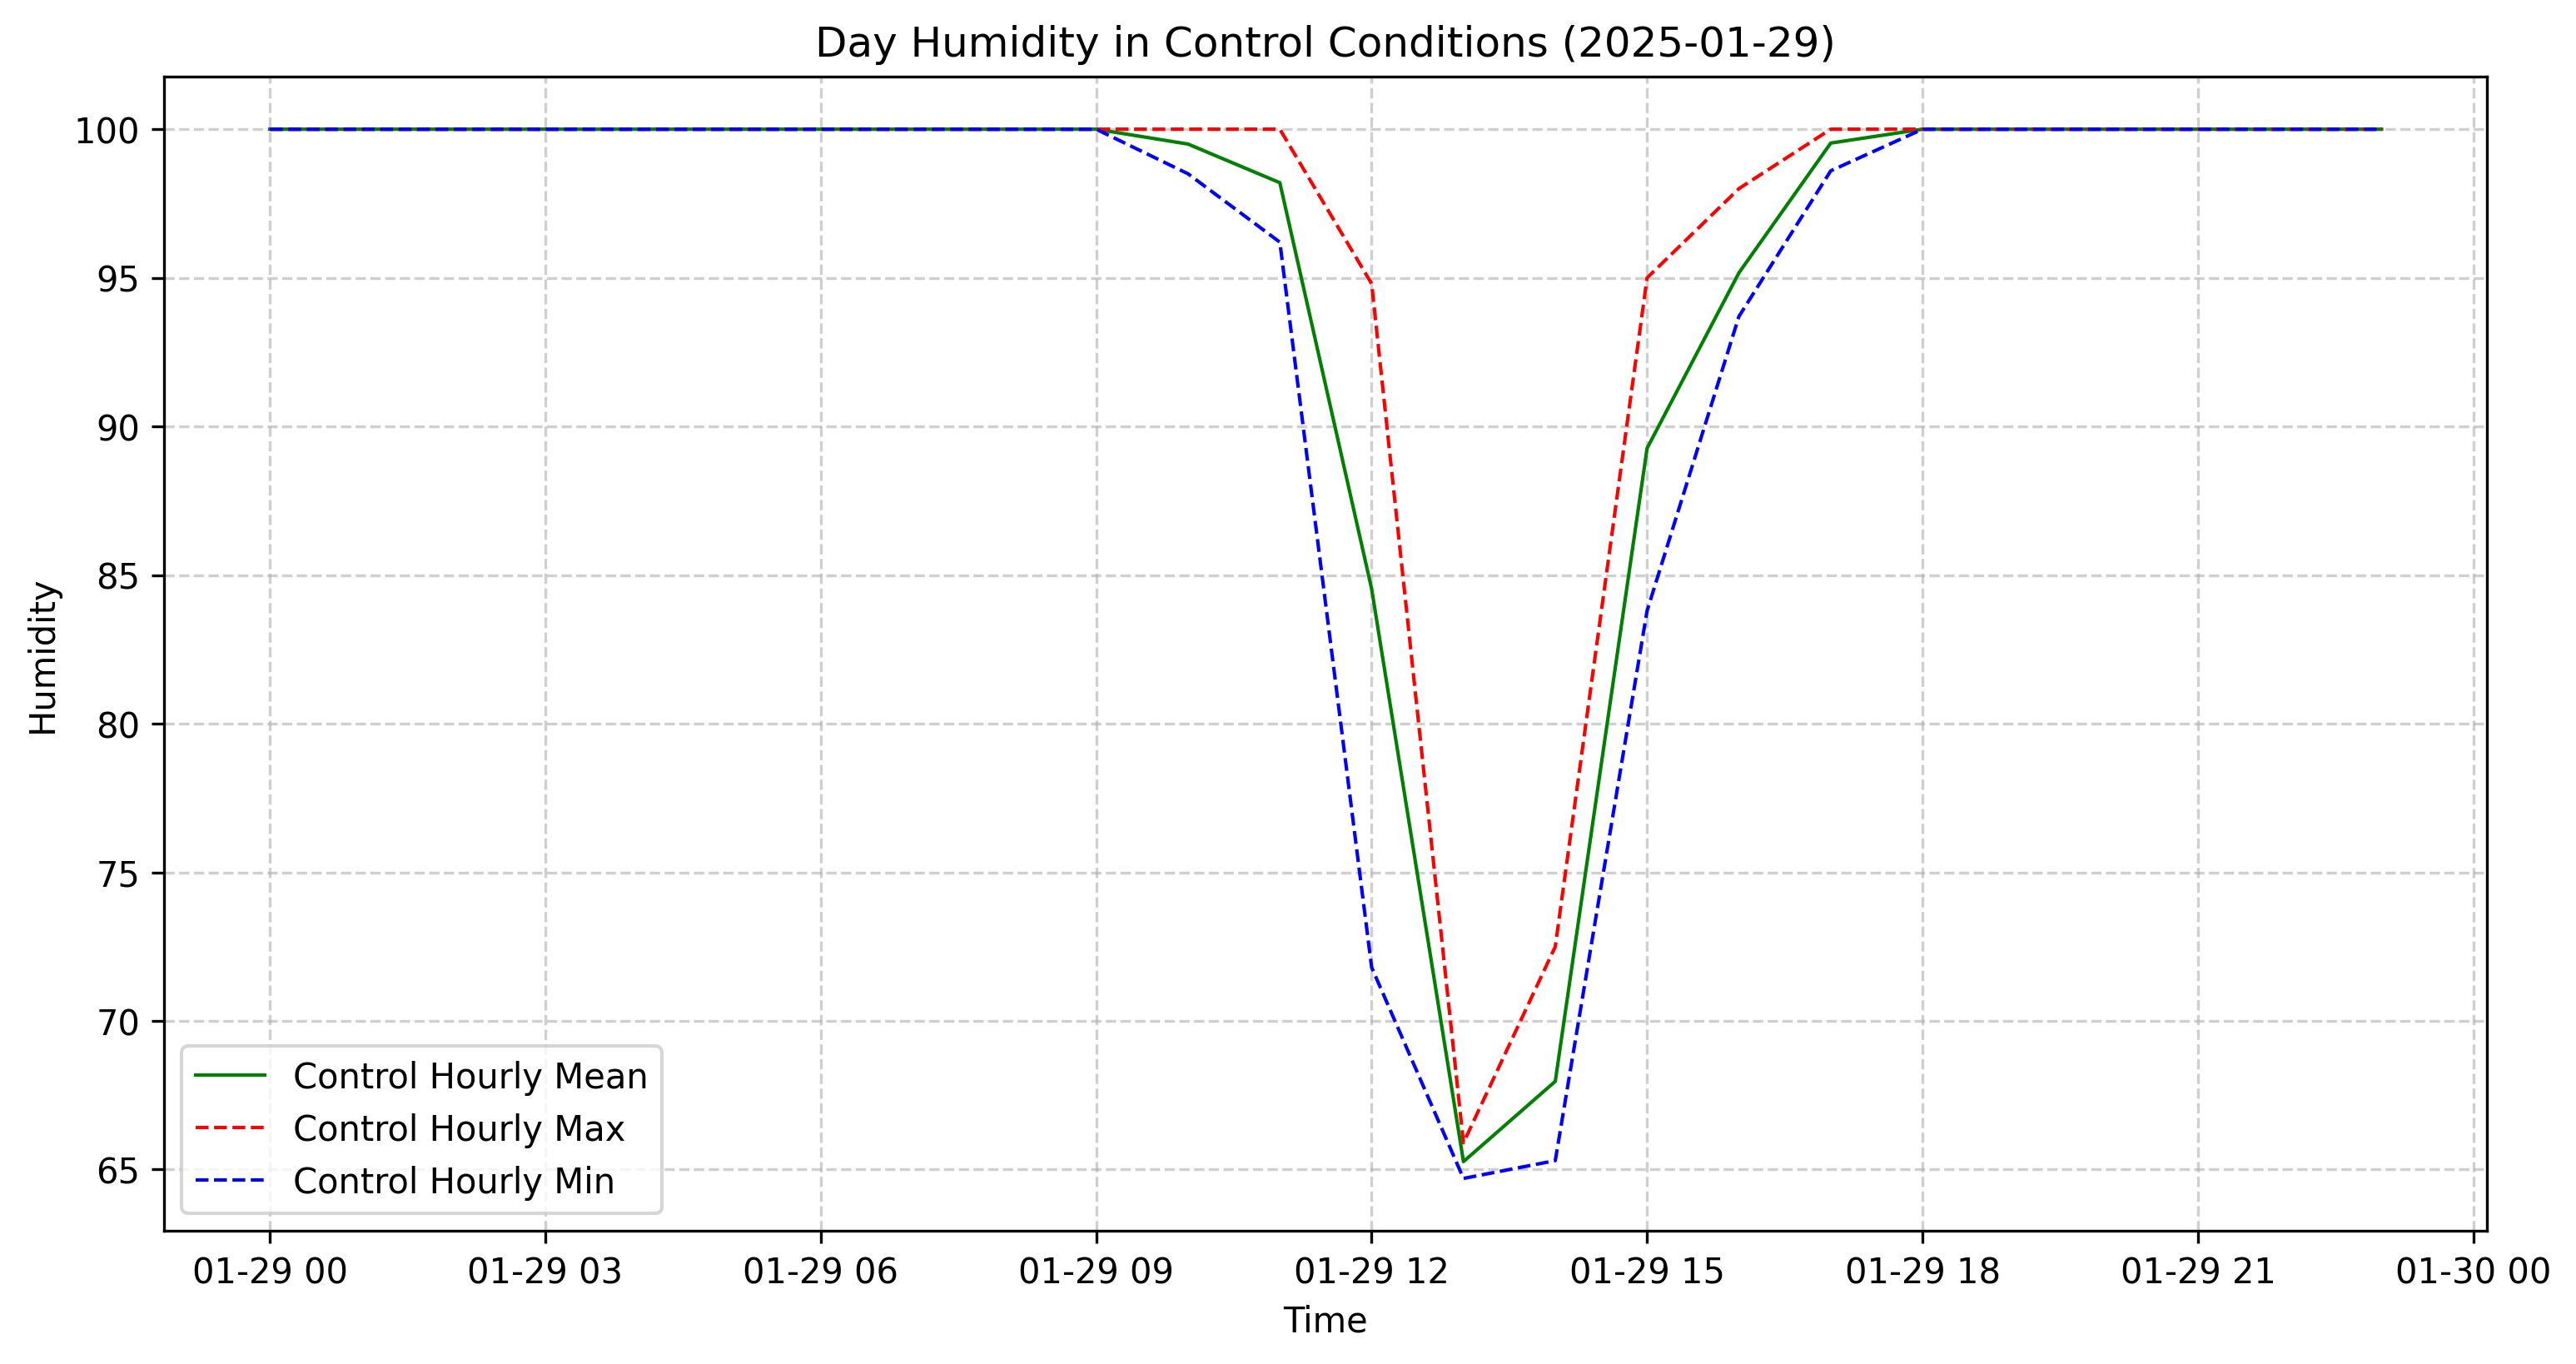 Day Humidity in Control Conditions (2025-01-29)
Humidity
100
95
90
85
80
75
70
65
Control Hourly Mean
Control Hourly Max
Control Hourly Min
01-29 00 01-29 03 01-29 06 01-29 09 01-29 12 01-29 15 01-29 18 01-29 21 01-30 00
Time